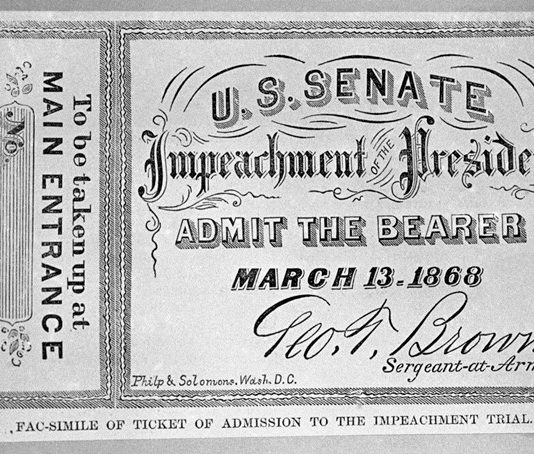 To be taken up at
MAIN ENTRANCE
No.
U.S. SENATE
Impeachment OF THE Preside
ADMIT THE BEARER
MARCH 13-1868
Geo. T. Brown
Sergeant-at-Arm
Philp & Solomons. Wash. D.C.
FAC-SIMILE OF TICKET OF ADMISSION TO THE IMPEACHMENT TRIAL.